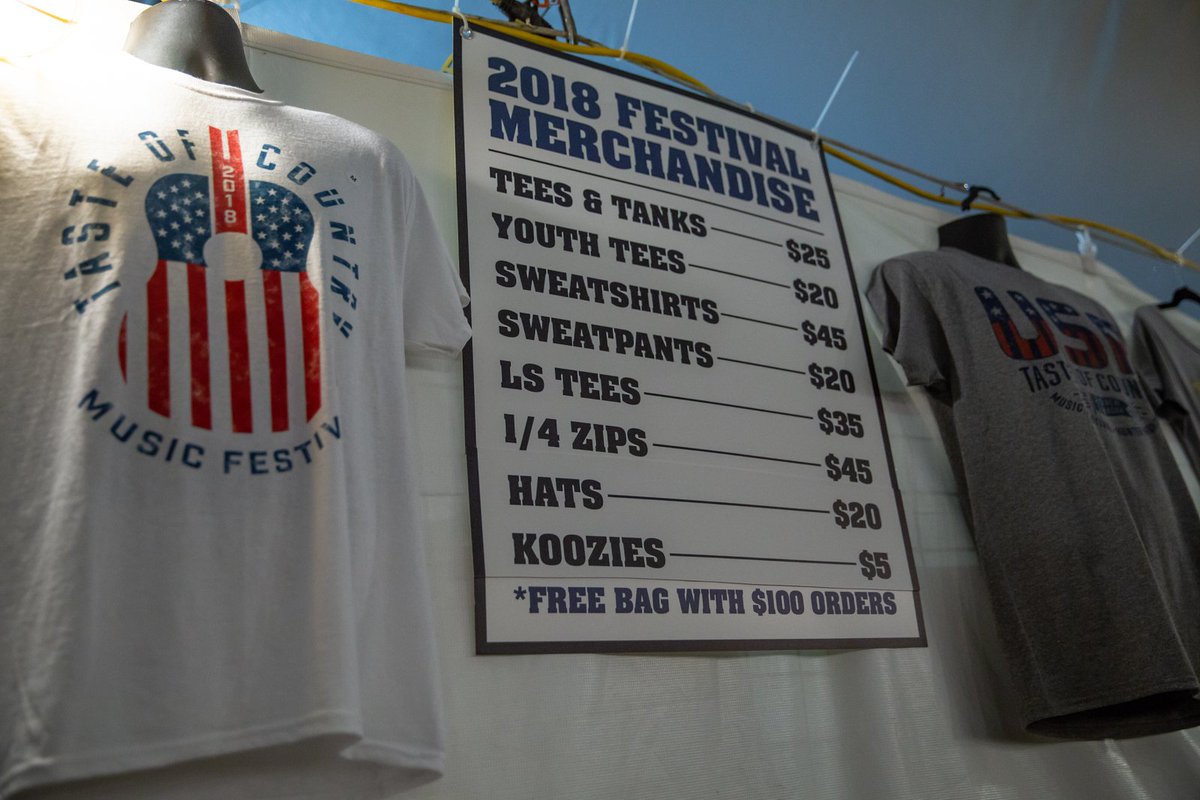 TASTE OF COUNTRY
2018
MUSIC FESTIV
2018 FESTIVAL
MERCHANDISE
TEES & TANKS $25
YOUTH TEES $20
SWEATSHIRTS $45
SWEATPANTS $20
LS TEES $35
1/4 ZIPS $45
HATS $20
KOOZIES $5
*FREE BAG WITH $100 ORDERS
USA
TASTE OF COUN
MUSIC